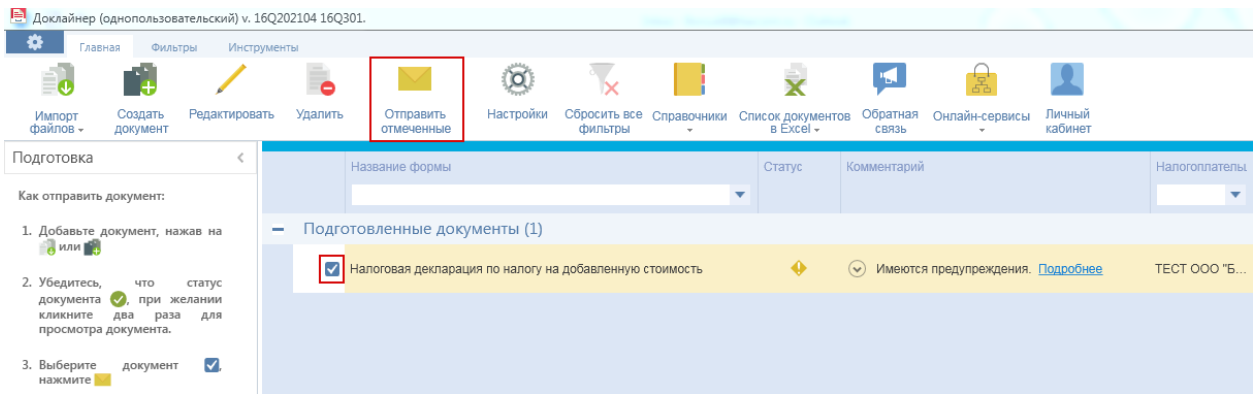 Доклайнер (однопользовательский) v. 16Q202104 16Q301.
Главная Фильтры Инструменты
Импорт файлов
Создать документ
Редактировать
Удалить
Отправить отмеченные
Настройки
Сбросить все фильтры
Справочники
Список документов в Excel
Обратная связь
Онлайн-сервисы
Личный кабинет
Подготовка
Как отправить документ:
1. Добавьте документ, нажав на
или
2. Убедитесь, что статус
документа , при желании
кликните два раза для
просмотра документа.
3. Выберите документ ,
нажмите
Название формы Статус Комментарий Налогоплатель
Подготовленные документы (1)
Налоговая декларация по налогу на добавленную стоимость Имеются предупреждения. Подробнее ТЕСТ ООО "Б...